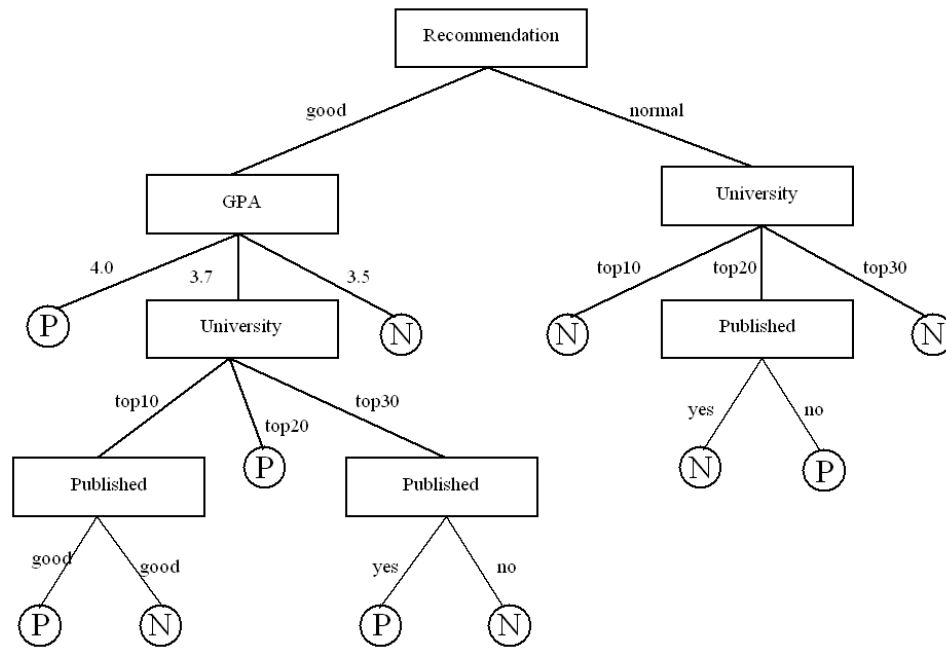 Recommendation
good
normal
GPA
University
4.0
3.7
3.5
top10
top20
top30
P
University
N
N
Published
N
top10
top20
top30
yes
no
Published
P
Published
N
P
good
good
yes
no
P
N
P
N